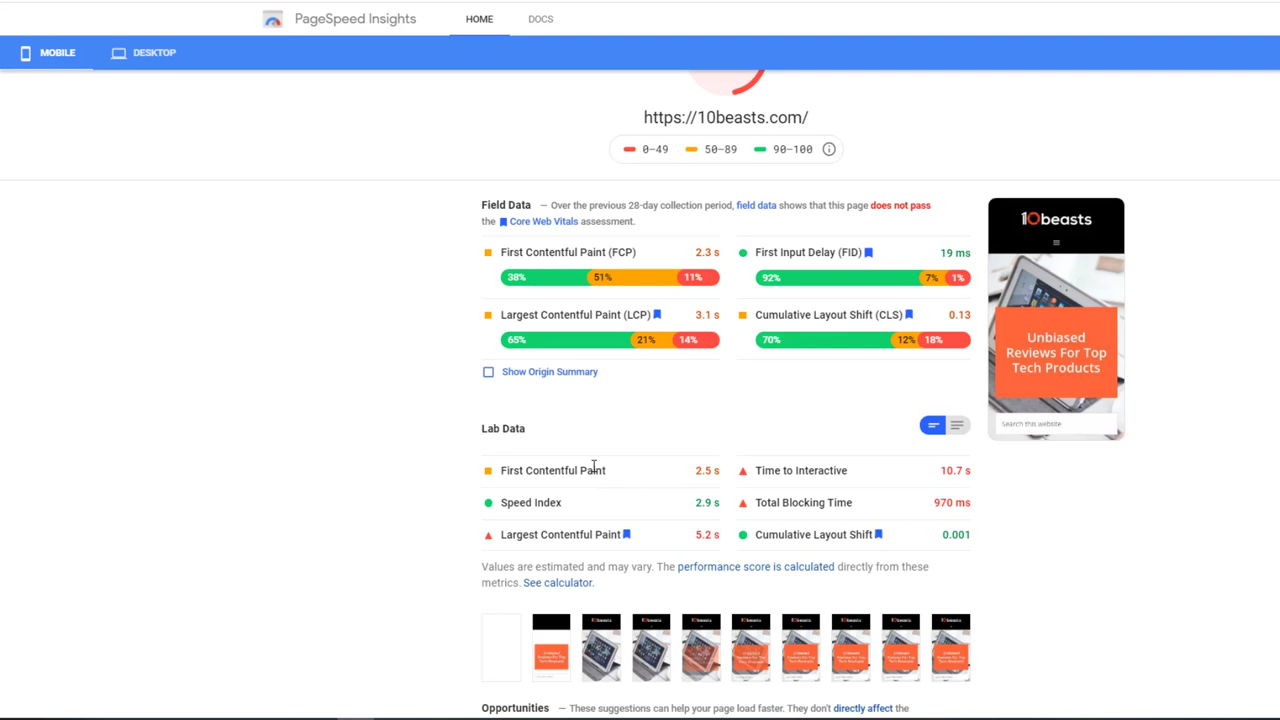 PageSpeed Insights
HOME
DOCS
MOBILE
DESKTOP
https://10beasts.com/
0–49
50–89
90–100
Field Data — Over the previous 28-day collection period, field data shows that this page does not pass
the Core Web Vitals assessment.
First Contentful Paint (FCP) 2.3 s
38% 51% 11%
First Input Delay (FID) 19 ms
92% 7% 1%
Largest Contentful Paint (LCP) 3.1 s
65% 21% 14%
Cumulative Layout Shift (CLS) 0.13
70% 12% 18%
Show Origin Summary
10beasts
Unbiased
Reviews For Top
Tech Products
Search this website
Lab Data
First Contentful Paint 2.5 s
Time to Interactive 10.7 s
Speed Index 2.9 s
Total Blocking Time 970 ms
Largest Contentful Paint 5.2 s
Cumulative Layout Shift 0.001
Values are estimated and may vary. The performance score is calculated directly from these
metrics. See calculator.
Opportunities — These suggestions can help your page load faster. They don't directly affect the